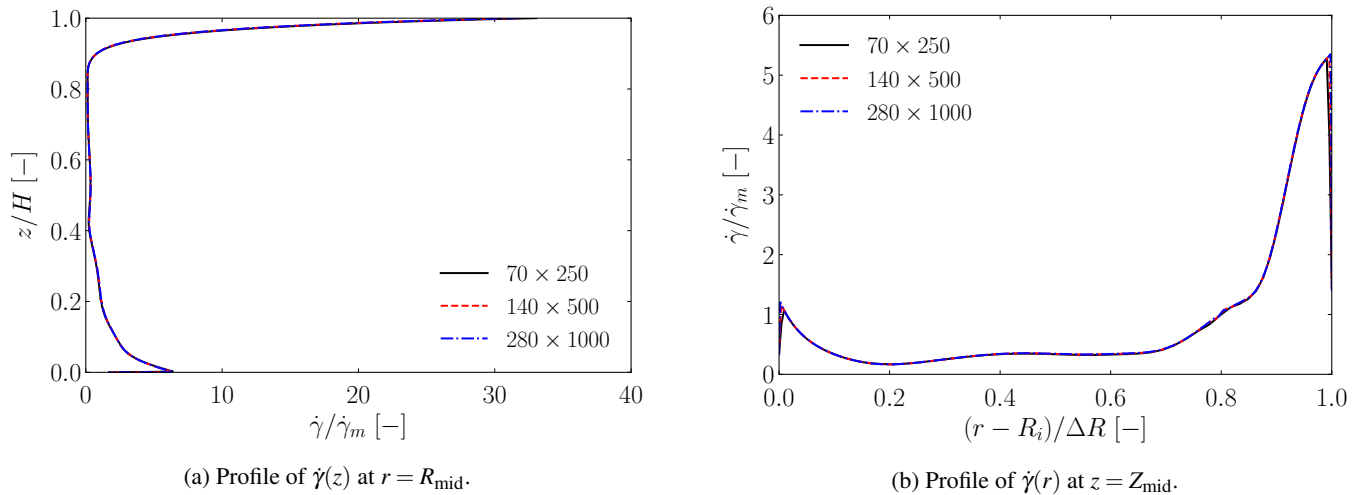 1.0
0.8
0.6
0.4
0.2
0.0
z/H [−]
70 × 250
140 × 500
280 × 1000
0 10 20 30 40
γ̇/γ̇ₘ [−]
(a) Profile of γ̇(z) at r = R_mid.
6
5
4
3
2
1
0
γ̇/γ̇ₘ [−]
70 × 250
140 × 500
280 × 1000
0.0 0.2 0.4 0.6 0.8 1.0
(r − Rᵢ)/ΔR [−]
(b) Profile of γ̇(r) at z = Z_mid.